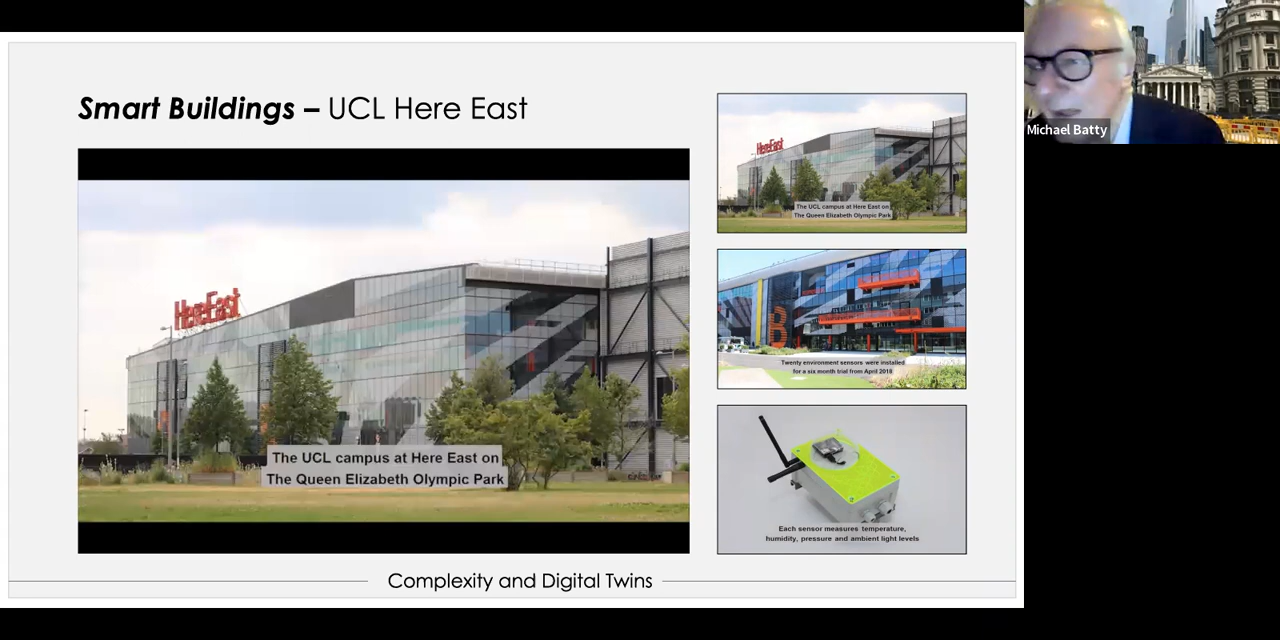 Smart Buildings – UCL Here East
HereEast
The UCL campus at Here East on
The Queen Elizabeth Olympic Park
HereEast
The UCL campus at Here East on
The Queen Elizabeth Olympic Park
B
Twenty environment sensors were installed
for a six month trial from April 2018
Each sensor measures temperature,
humidity, pressure and ambient light levels
Complexity and Digital Twins
Michael Batty